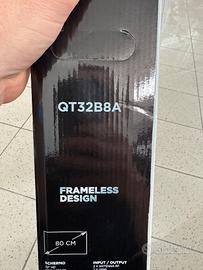 QT32B8A
FRAMELESS
DESIGN
80 CM
SCHERMO
INPUT / OUTPUT